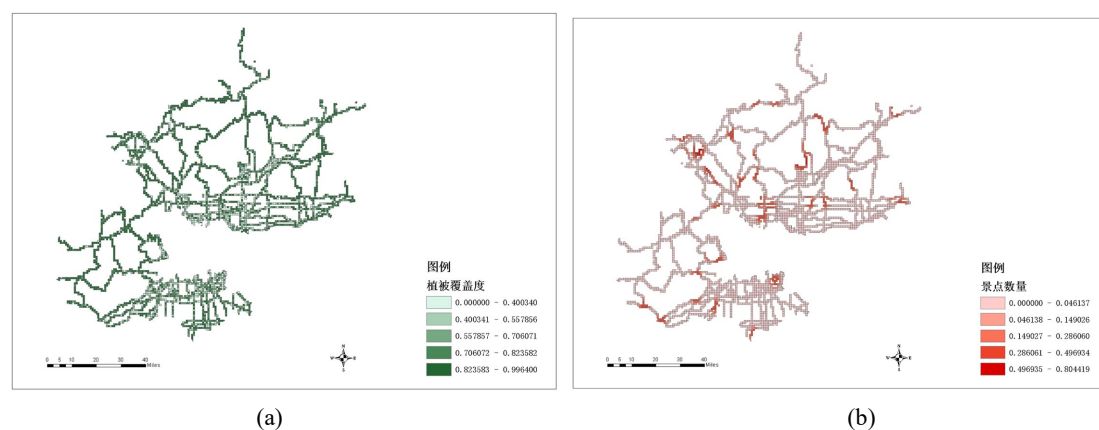 图例
植被覆盖度
0.000000 - 0.400340
0.400341 - 0.557856
0.557857 - 0.706071
0.706072 - 0.823582
0.823583 - 0.996400
0 5 10 20 30 40
Miles
N
W E
S
(a)
图例
景点数量
0.000000 - 0.046137
0.046138 - 0.149026
0.149027 - 0.286060
0.286061 - 0.496934
0.496935 - 0.804419
0 5 10 20 30 40
Miles
N
W E
S
(b)